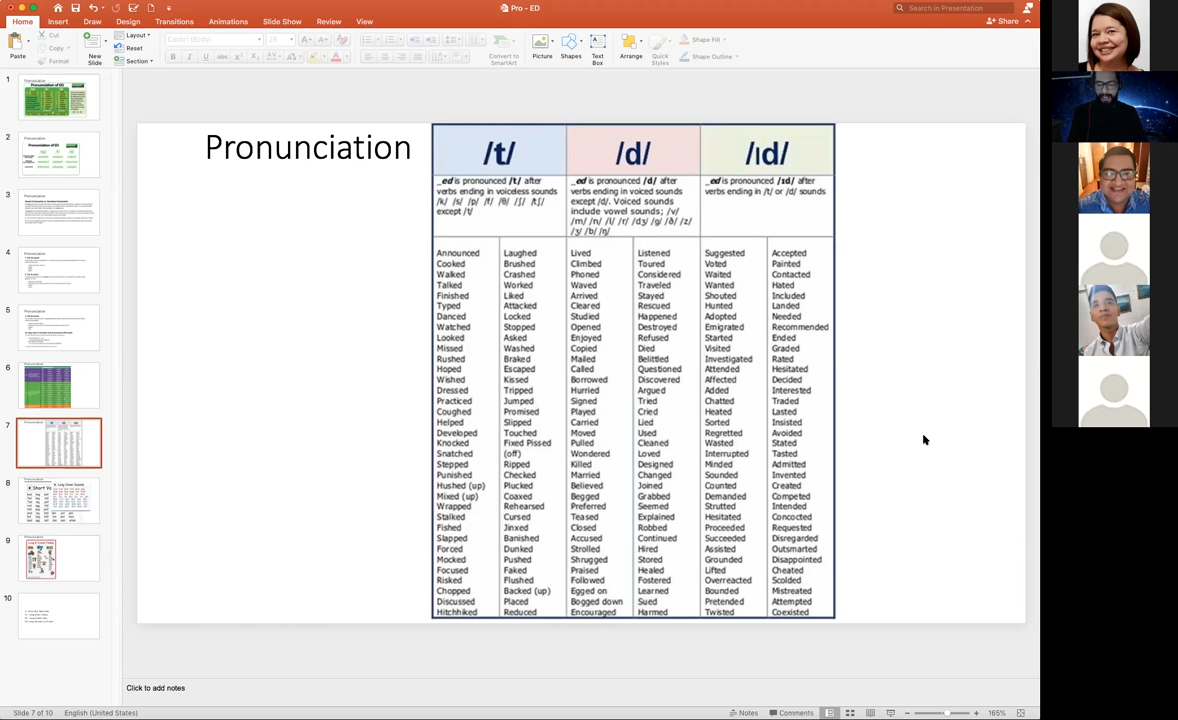 Pro - ED
Search in Presentation
Home Insert Draw Design Transitions Animations Slide Show Review View
Share
Paste
Cut
Copy
Format
New
Slide
Layout
Reset
Section
Convert to
SmartArt
Picture
Shapes
Text
Box
Arrange
Quick
Styles
Shape Fill
Shape Outline
1
2
3
4
5
6
7
8
9
10
Pronunciation
/t/ /d/ /ɪd/
_ed is pronounced /t/ after
verbs ending in voiceless sounds
/k/ /s/ /p/ /f/ /θ/ /ʃ/ /tʃ/
except /t/
_ed is pronounced /d/ after
verbs ending in voiced sounds
except /d/. Voiced sounds
include vowel sounds; /v/
/m/ /n/ /l/ /r/ /dʒ/ /g/ /ð/ /z/
/ʒ/ /b/ /ŋ/
_ed is pronounced /ɪd/ after
verbs ending in /t/ or /d/ sounds
Announced Laughed Lived Listened Suggested Accepted
Cooked Brushed Climbed Toured Voted Painted
Walked Crashed Phoned Considered Waited Contacted
Talked Worked Waved Traveled Wanted Hated
Finished Liked Arrived Stayed Shouted Included
Typed Attacked Cleared Rescued Hunted Landed
Danced Locked Studied Happened Adopted Needed
Watched Stopped Opened Destroyed Emigrated Recommended
Looked Asked Enjoyed Refused Started Ended
Missed Washed Copied Died Visited Graded
Rushed Braked Mailed Belittled Investigated Rated
Hoped Escaped Called Questioned Attended Hesitated
Wished Kissed Borrowed Discovered Affected Decided
Dressed Tripped Hurried Argued Added Interested
Practiced Jumped Signed Tried Chatted Traded
Coughed Promised Played Cried Heated Lasted
Helped Slipped Carried Lied Sorted Insisted
Developed Touched Moved Used Regretted Avoided
Knocked Fixed Pissed Pulled Cleaned Wasted Stated
Snatched (off) Wondered Loved Interrupted Tasted
Stepped Ripped Killed Designed Minded Admitted
Punished Checked Married Changed Sounded Invented
Hushed (up) Plucked Believed Joined Counted Created
Mixed (up) Coaxed Begged Grabbed Demanded Competed
Wrapped Rehearsed Preferred Seemed Strutted Intended
Stalked Cursed Teased Explained Hesitated Concocted
Fished Jinxed Closed Robbed Proceeded Requested
Slapped Banished Accused Continued Succeeded Disregarded
Forced Dunked Strolled Hired Assisted Outsmarted
Mocked Pushed Shrugged Stored Grounded Disappointed
Focused Faked Praised Healed Lifted Cheated
Risked Flushed Followed Fostered Overreacted Scolded
Chopped Backed (up) Egged on Learned Bounded Mistreated
Discussed Placed Bogged down Sued Pretended Attempted
Hitchhiked Reduced Encouraged Harmed Twisted Coexisted
Click to add notes
Slide 7 of 10 English (United States)
Notes Comments 165%